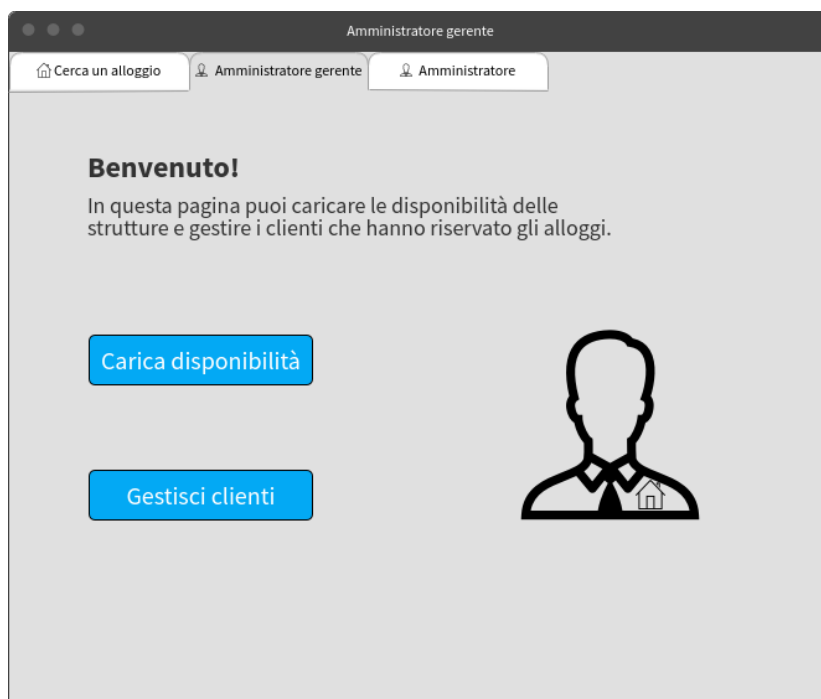 Amministratore gerente
Cerca un alloggio
Amministratore gerente
Amministratore
Benvenuto!
In questa pagina puoi caricare le disponibilità delle
strutture e gestire i clienti che hanno riservato gli alloggi.
Carica disponibilità
Gestisci clienti